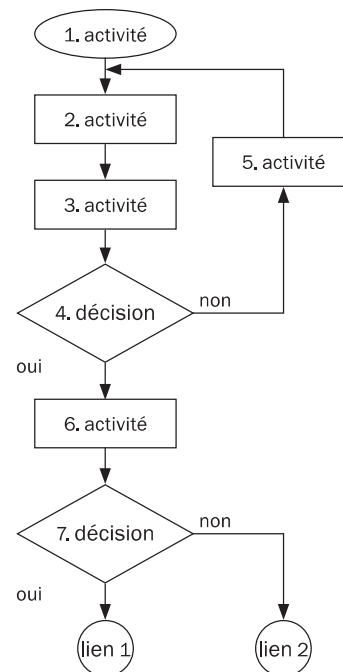 1. activité
2. activité
5. activité
3. activité
4. décision
non
oui
6. activité
7. décision
non
oui
lien 1
lien 2